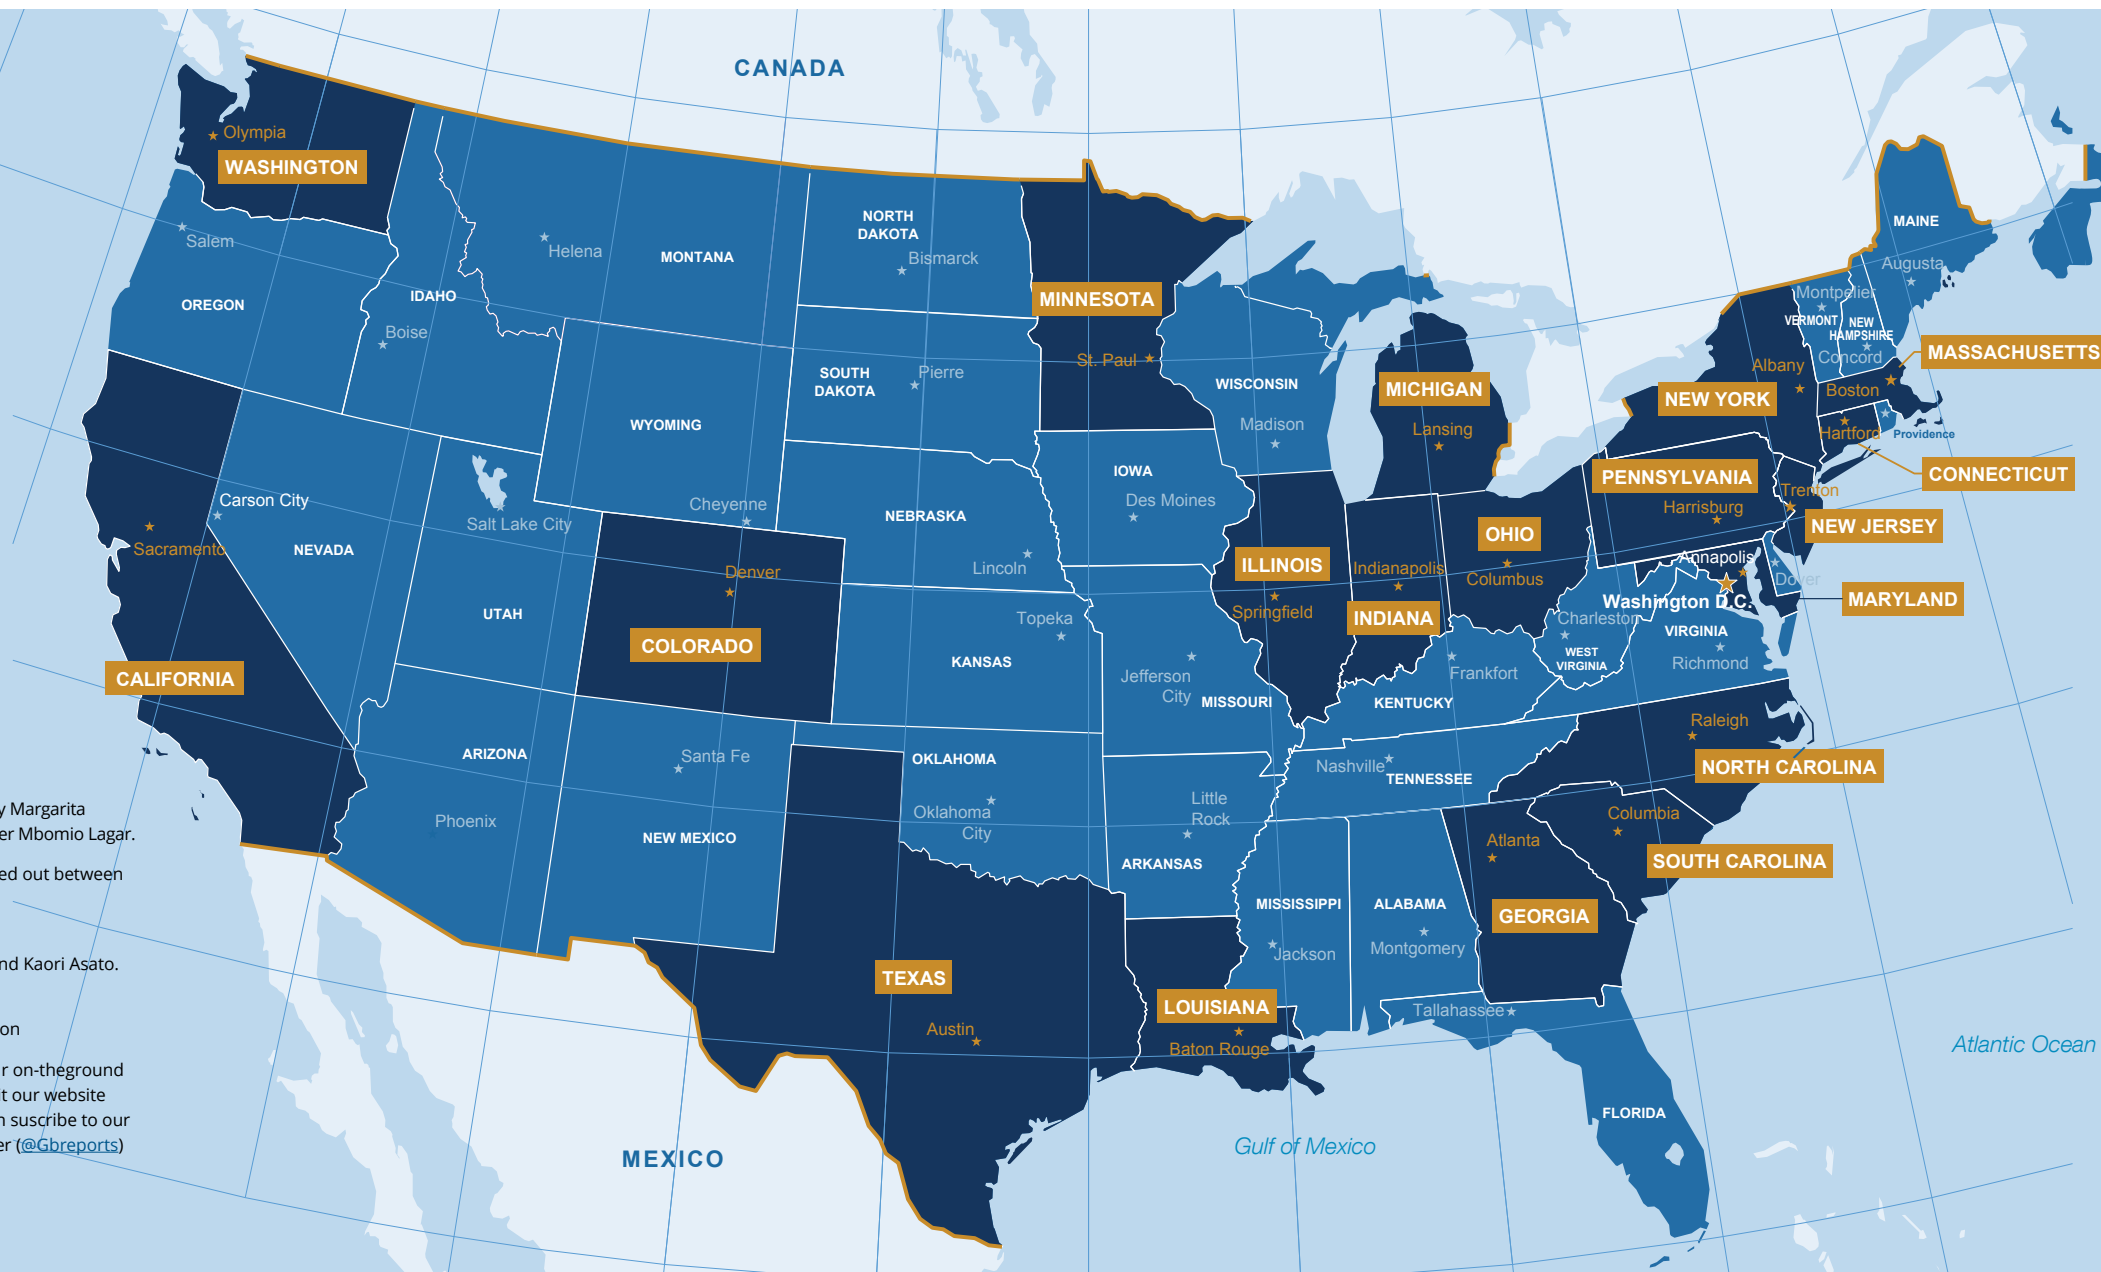 CANADA
Olympia
WASHINGTON
Salem
OREGON
IDAHO
Boise
Helena
MONTANA
NORTH
DAKOTA
Bismarck
MINNESOTA
St. Paul
SOUTH
DAKOTA
Pierre
WYOMING
Cheyenne
WISCONSIN
Madison
MICHIGAN
Lansing
MAINE
Augusta
Montpelier
VERMONT
NEW
HAMPSHIRE
Concord
MASSACHUSETTS
Albany
Boston
NEW YORK
Hartford
Providence
CONNECTICUT
PENNSYLVANIA
Harrisburg
Trenton
NEW JERSEY
IOWA
Des Moines
NEBRASKA
Lincoln
Carson City
NEVADA
Sacramento
Salt Lake City
UTAH
Denver
COLORADO
CALIFORNIA
Topeka
KANSAS
Jefferson
City
MISSOURI
ILLINOIS
Springfield
Indianapolis
INDIANA
OHIO
Columbus
Annapolis
Dover
Washington D.C.
MARYLAND
Charleston
WEST
VIRGINIA
VIRGINIA
Richmond
Frankfort
KENTUCKY
Raleigh
NORTH CAROLINA
Nashville
TENNESSEE
ARIZONA
Phoenix
Santa Fe
NEW MEXICO
OKLAHOMA
Oklahoma
City
Little
Rock
ARKANSAS
Columbia
SOUTH CAROLINA
Atlanta
GEORGIA
MISSISSIPPI
Jackson
ALABAMA
Montgomery
TEXAS
Austin
LOUISIANA
Baton Rouge
Tallahassee
FLORIDA
Atlantic Ocean
Gulf of Mexico
MEXICO
y Margarita
er Mbomio Lagar.
ed out between
nd Kaori Asato.
on
r on-theground
it our website
n suscribe to our
er (@Gbreports)